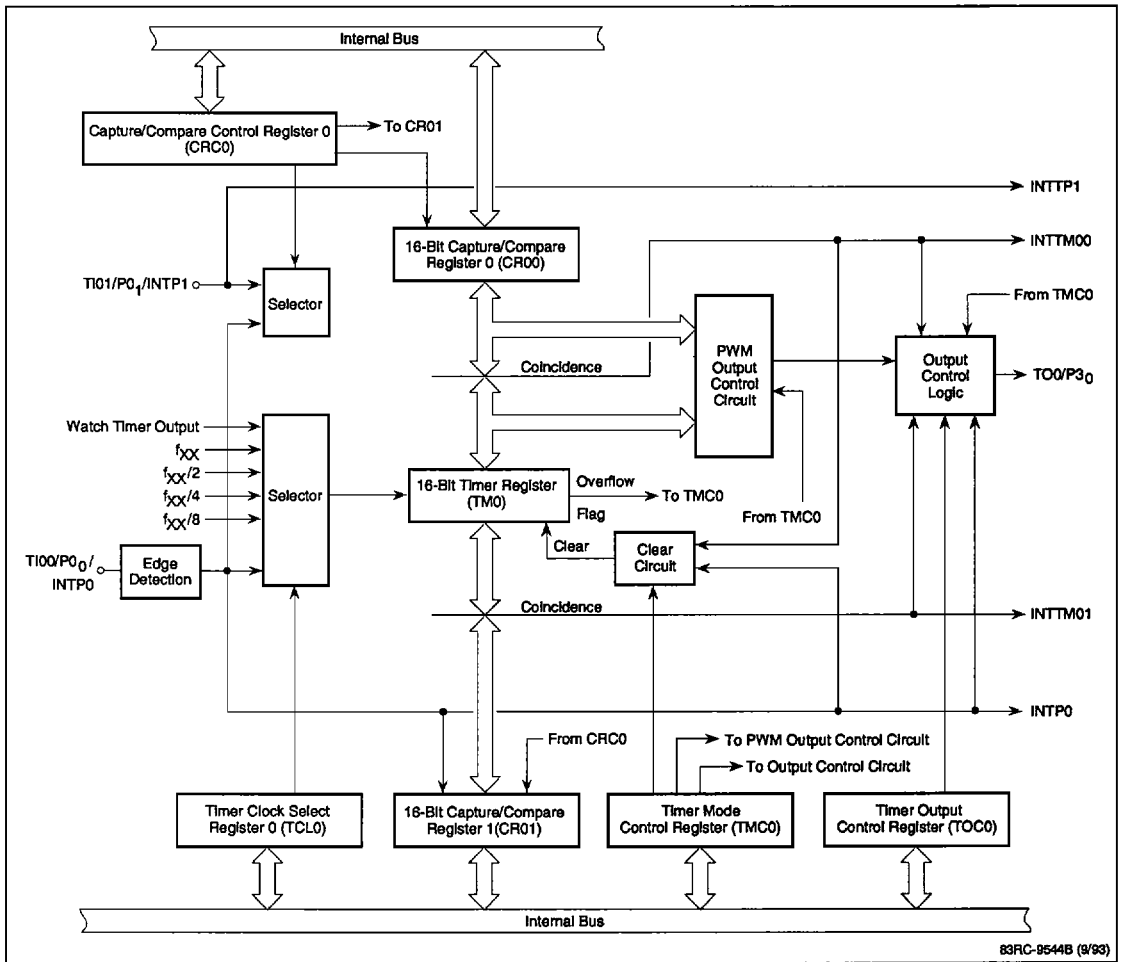 Internal Bus
Capture/Compare Control Register 0
(CRC0)
To CR01
INTTP1
16-Bit Capture/Compare
Register 0 (CR00)
INTTM00
TI01/P0₁/INTP1
Selector
From TMC0
PWM
Output
Control
Circuit
Output
Control
Logic
TO0/P3₀
Coincidence
Watch Timer Output
fXX
fXX/2
fXX/4
fXX/8
Selector
16-Bit Timer Register
(TM0)
Overflow
Flag
To TMC0
From TMC0
Clear
Clear
Circuit
TI00/P0₀/
INTP0
Edge
Detection
Coincidence
INTTM01
INTP0
From CRC0
To PWM Output Control Circuit
To Output Control Circuit
Timer Clock Select
Register 0 (TCL0)
16-Bit Capture/Compare
Register 1(CR01)
Timer Mode
Control Register (TMC0)
Timer Output
Control Register (TOC0)
Internal Bus
83RC-9544B (9/93)